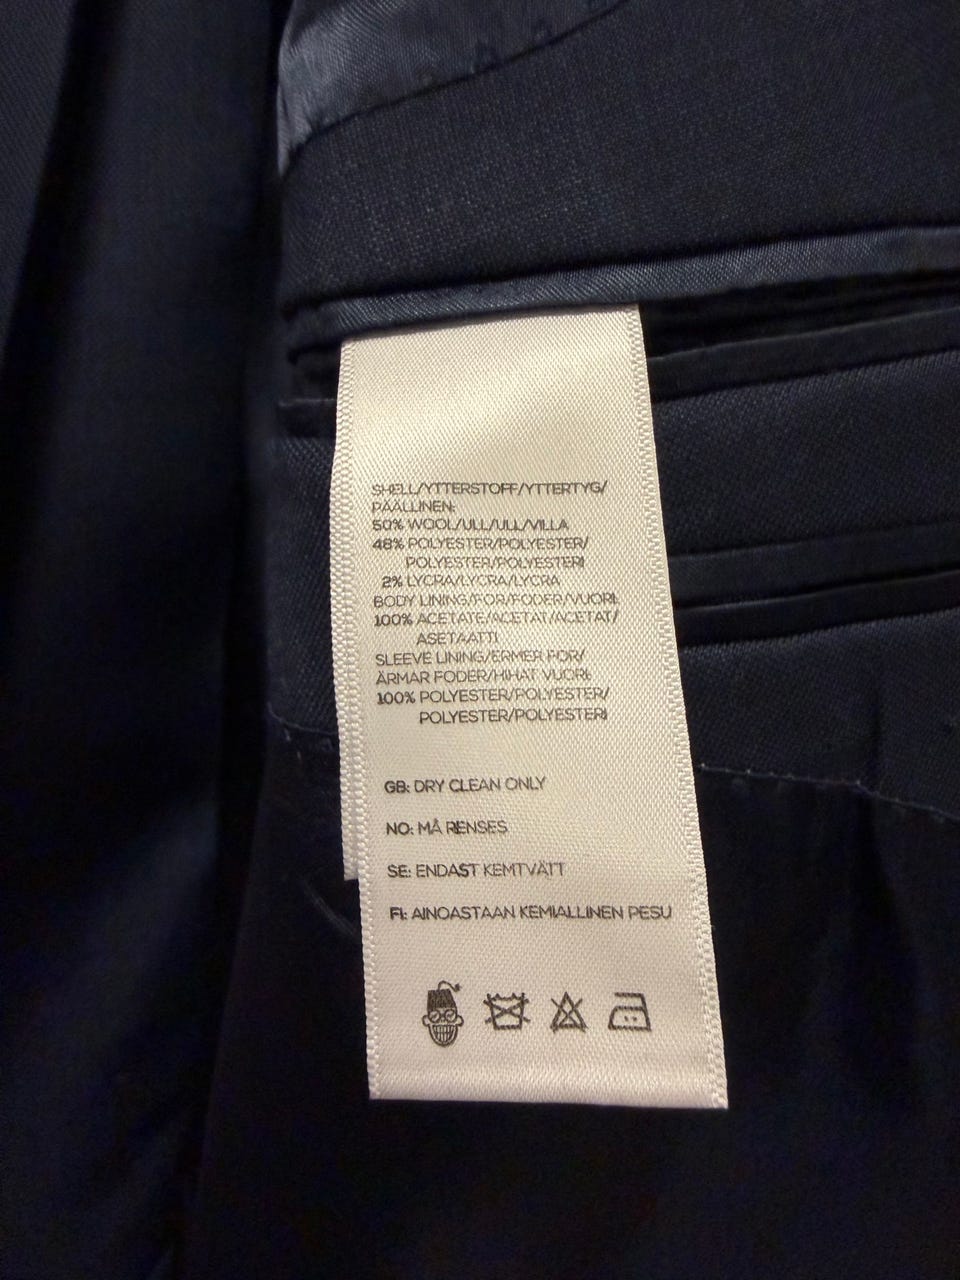 SHELL/YTTERSTOFF/YTTERTYG/
PÄÄLLINEN:
50% WOOL/ULL/ULL/VILLA
48% POLYESTER/POLYESTER/
POLYESTER/POLYESTERI
2% LYCRA/LYCRA/LYCRA
BODY LINING/FOR/FODER/VUORI:
100% ACETATE/ACETAT/ACETAT/
ASETAATTI
SLEEVE LINING/ERMER FOR/
ÄRMAR FODER/HIHAT VUORI:
100% POLYESTER/POLYESTER/
POLYESTER/POLYESTERI
GB: DRY CLEAN ONLY
NO: MÅ RENSES
SE: ENDAST KEMTVÄTT
FI: AINOASTAAN KEMIALLINEN PESU